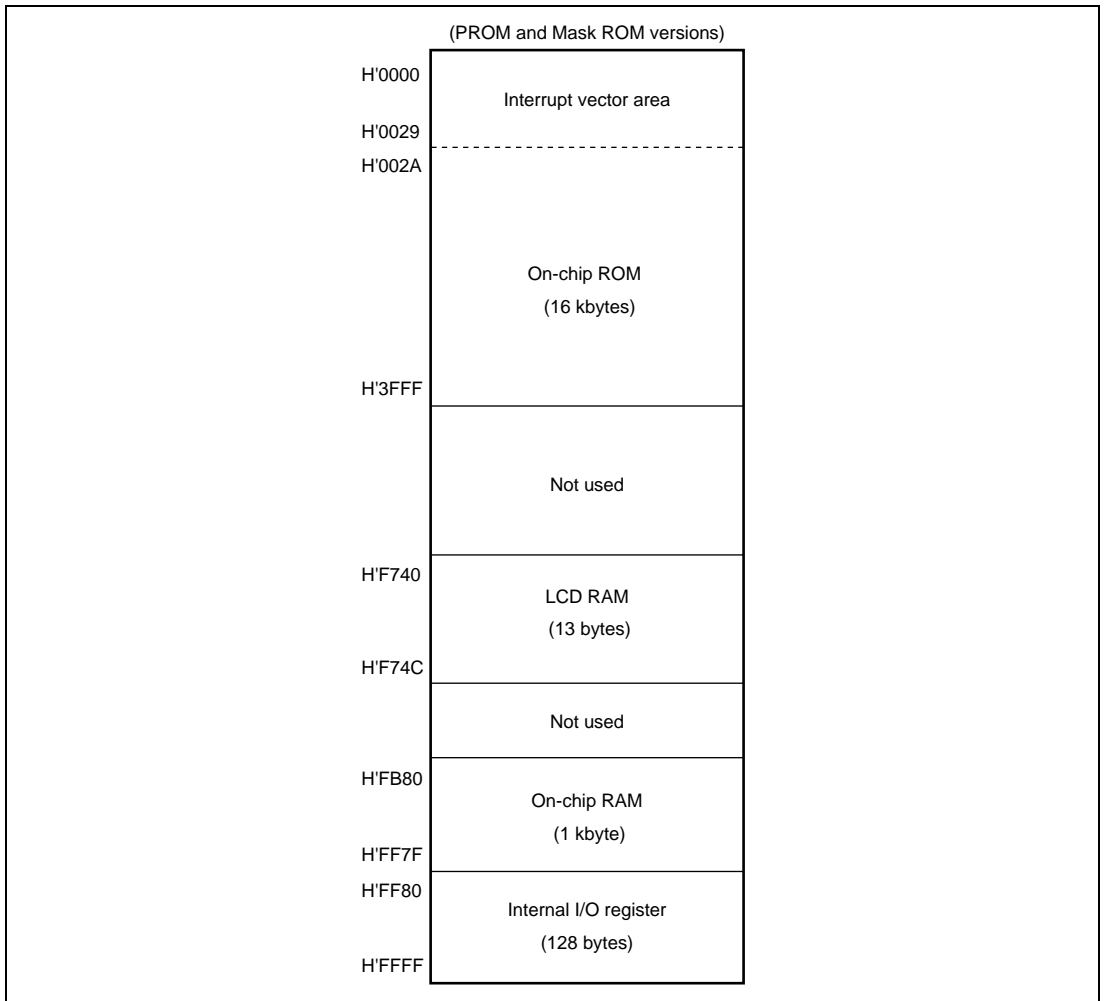 (PROM and Mask ROM versions)
H'0000
Interrupt vector area
H'0029
H'002A
On-chip ROM
(16 kbytes)
H'3FFF
Not used
H'F740
LCD RAM
(13 bytes)
H'F74C
Not used
H'FB80
On-chip RAM
(1 kbyte)
H'FF7F
H'FF80
Internal I/O register
(128 bytes)
H'FFFF